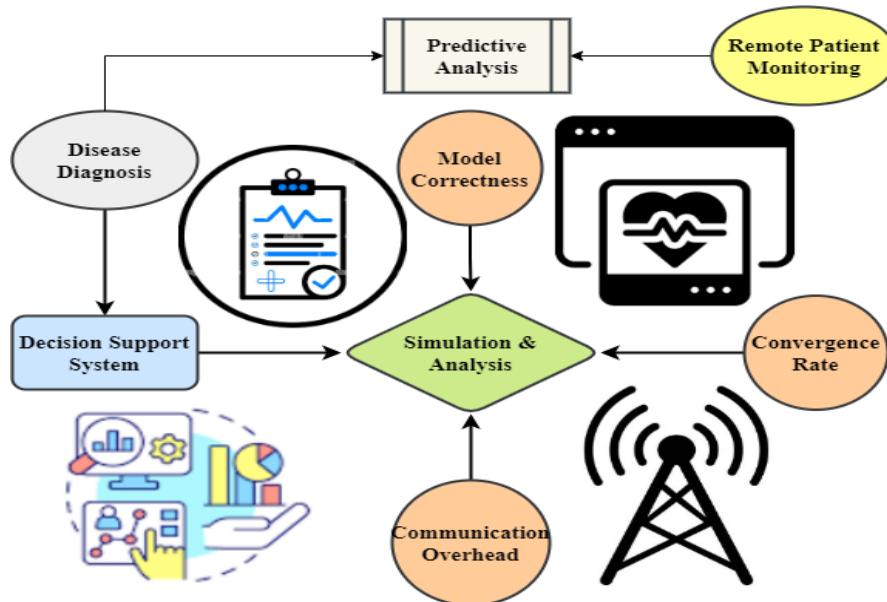 Predictive
Analysis
Remote Patient
Monitoring
Disease
Diagnosis
Model
Correctness
Decision Support
System
Simulation &
Analysis
Convergence
Rate
Communication
Overhead